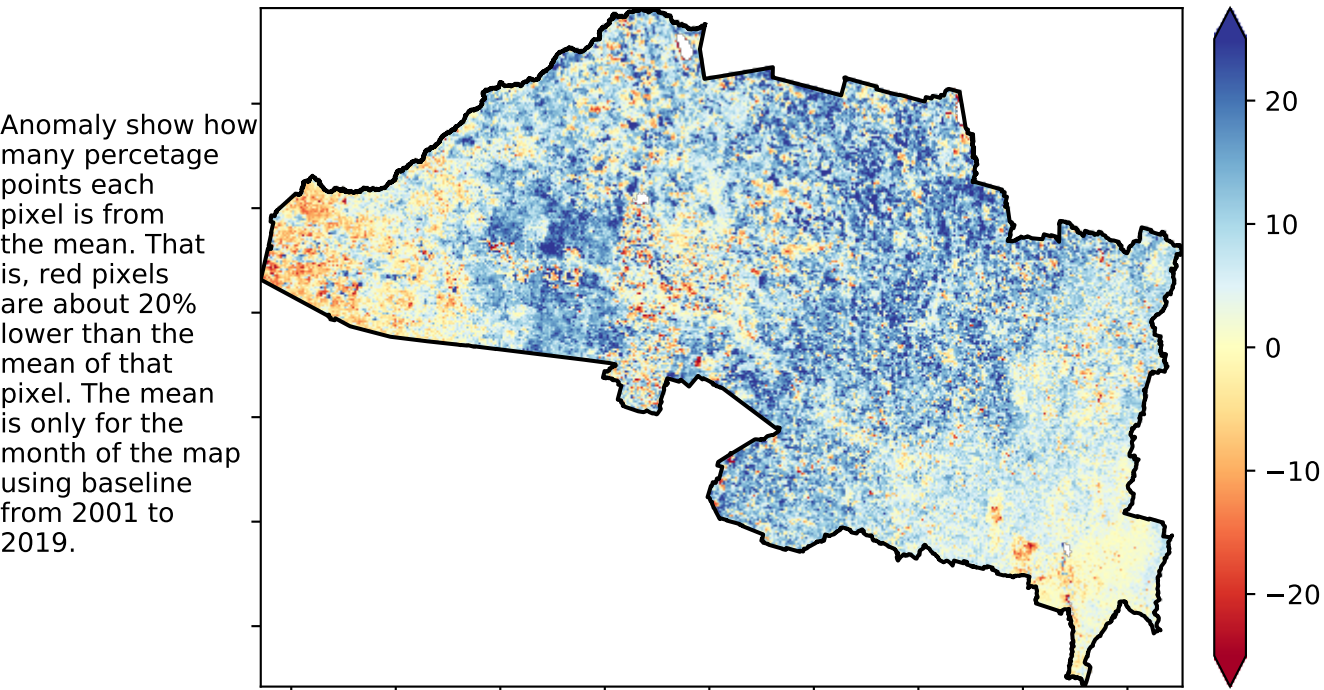 Anomaly show how
many percetage
points each
pixel is from
the mean. That
is, red pixels
are about 20%
lower than the
mean of that
pixel. The mean
is only for the
month of the map
using baseline
from 2001 to
2019.
20
10
0
−10
−20